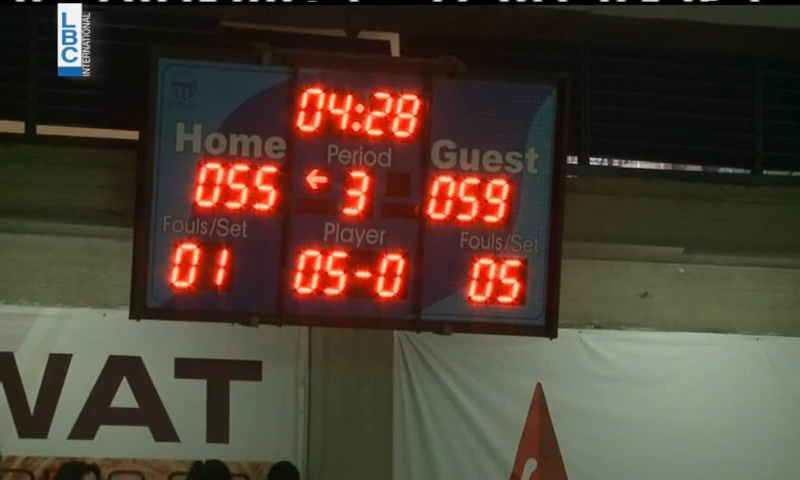 LBC
INTERNATIONAL
04:28
Home
Period
Guest
055
← 3
059
Fouls/Set
Player
Fouls/Set
01
05-0
05
WAT